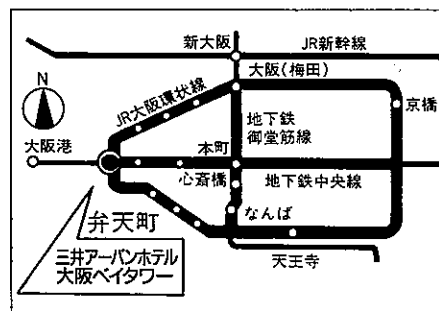 新大阪
JR新幹線
大阪(梅田)
N
JR大阪環状線
京橋
地下鉄
御堂筋線
大阪港
本町
心斎橋
地下鉄中央線
弁天町
なんば
三井アーバンホテル
大阪ベイタワー
天王寺